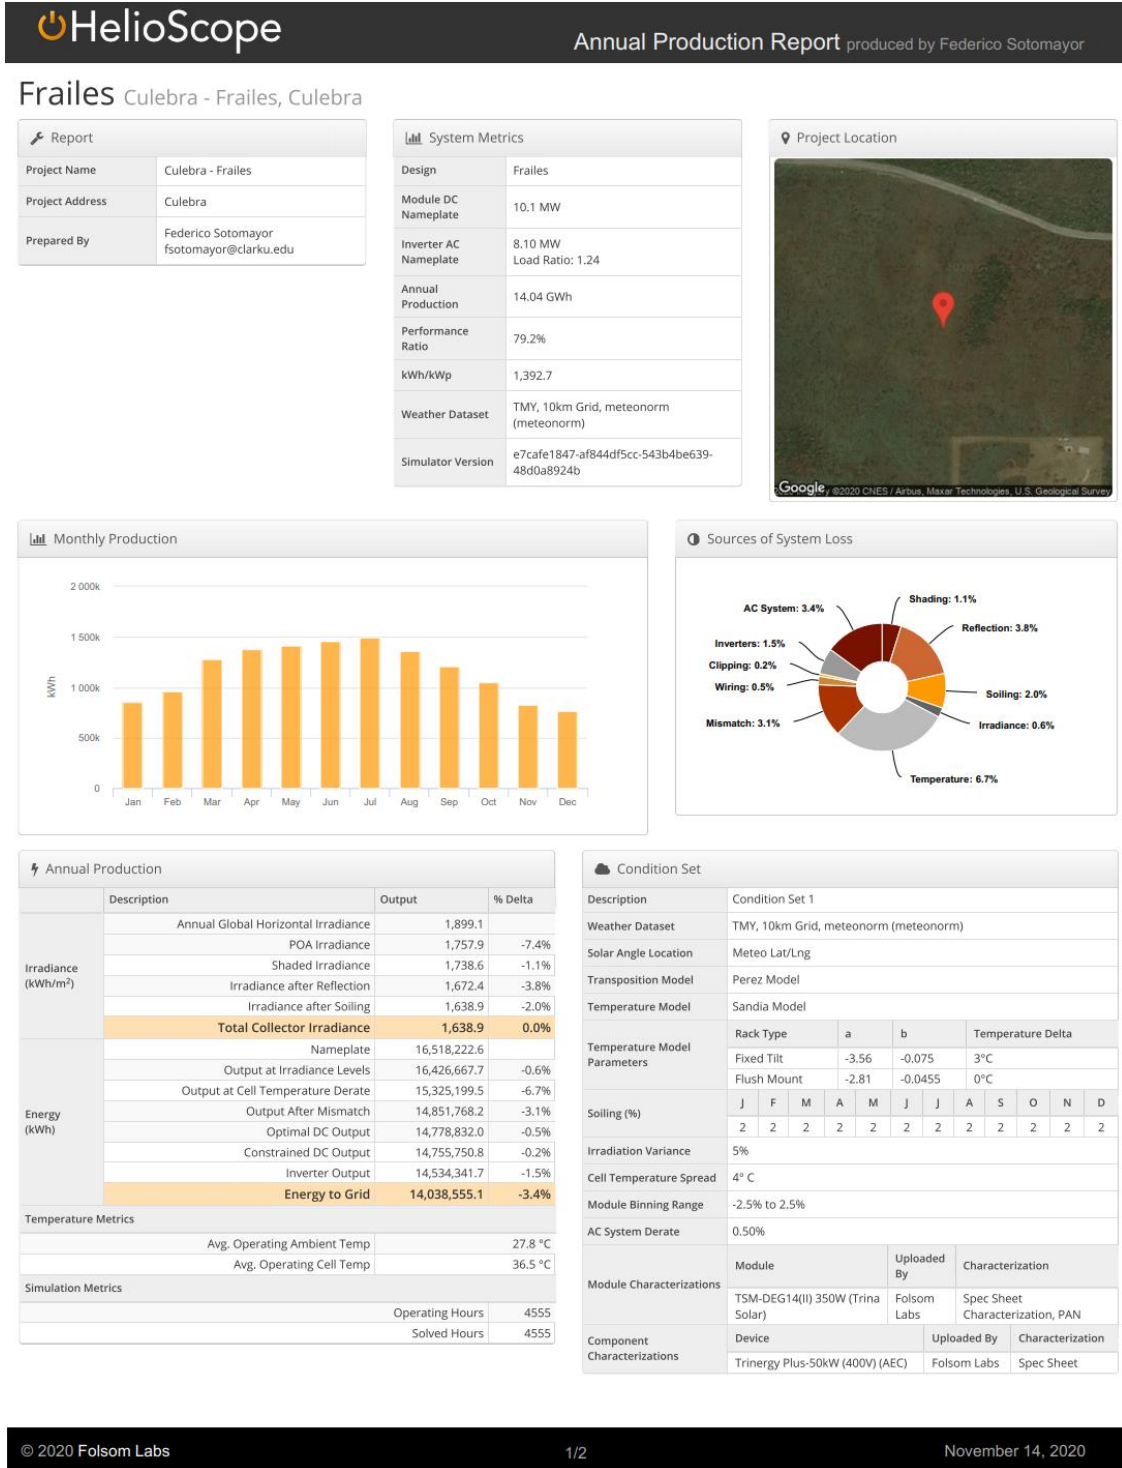 HelioScope
Annual Production Report produced by Federico Sotomayor
Frailes Culebra - Frailes, Culebra
Report
Project Name Culebra - Frailes
Project Address Culebra
Prepared By Federico Sotomayor
fsotomayor@clarku.edu
System Metrics
Design Frailes
Module DC
Nameplate 10.1 MW
Inverter AC
Nameplate 8.10 MW
Load Ratio: 1.24
Annual
Production 14.04 GWh
Performance
Ratio 79.2%
kWh/kWp 1,392.7
Weather Dataset TMY, 10km Grid, meteonorm
(meteonorm)
Simulator Version e7cafe1847-af844df5cc-543b4be639-
48d0a8924b
Project Location
Google ©2020 CNES / Airbus, Maxar Technologies, U.S. Geological Survey
Monthly Production
kWh
2 000k
1 500k
1 000k
500k
0
Jan Feb Mar Apr May Jun Jul Aug Sep Oct Nov Dec
Sources of System Loss
Shading: 1.1%
AC System: 3.4%
Reflection: 3.8%
Inverters: 1.5%
Clipping: 0.2%
Wiring: 0.5%
Soiling: 2.0%
Mismatch: 3.1%
Irradiance: 0.6%
Temperature: 6.7%
Annual Production
Description Output % Delta
Irradiance
(kWh/m²)
Annual Global Horizontal Irradiance 1,899.1
POA Irradiance 1,757.9 -7.4%
Shaded Irradiance 1,738.6 -1.1%
Irradiance after Reflection 1,672.4 -3.8%
Irradiance after Soiling 1,638.9 -2.0%
Total Collector Irradiance 1,638.9 0.0%
Energy
(kWh)
Nameplate 16,518,222.6
Output at Irradiance Levels 16,426,667.7 -0.6%
Output at Cell Temperature Derate 15,325,199.5 -6.7%
Output After Mismatch 14,851,768.2 -3.1%
Optimal DC Output 14,778,832.0 -0.5%
Constrained DC Output 14,755,750.8 -0.2%
Inverter Output 14,534,341.7 -1.5%
Energy to Grid 14,038,555.1 -3.4%
Temperature Metrics
Avg. Operating Ambient Temp 27.8 °C
Avg. Operating Cell Temp 36.5 °C
Simulation Metrics
Operating Hours 4555
Solved Hours 4555
Condition Set
Description Condition Set 1
Weather Dataset TMY, 10km Grid, meteonorm (meteonorm)
Solar Angle Location Meteo Lat/Lng
Transposition Model Perez Model
Temperature Model Sandia Model
Temperature Model
Parameters
Rack Type a b Temperature Delta
Fixed Tilt -3.56 -0.075 3°C
Flush Mount -2.81 -0.0455 0°C
Soiling (%)
J F M A M J J A S O N D
2 2 2 2 2 2 2 2 2 2 2 2
Irradiation Variance 5%
Cell Temperature Spread 4° C
Module Binning Range -2.5% to 2.5%
AC System Derate 0.50%
Module Characterizations
Module Uploaded
By Characterization
TSM-DEG14(II) 350W (Trina
Solar) Folsom
Labs Spec Sheet
Characterization, PAN
Component
Characterizations
Device Uploaded By Characterization
Trinergy Plus-50kW (400V) (AEC) Folsom Labs Spec Sheet
© 2020 Folsom Labs 1/2 November 14, 2020